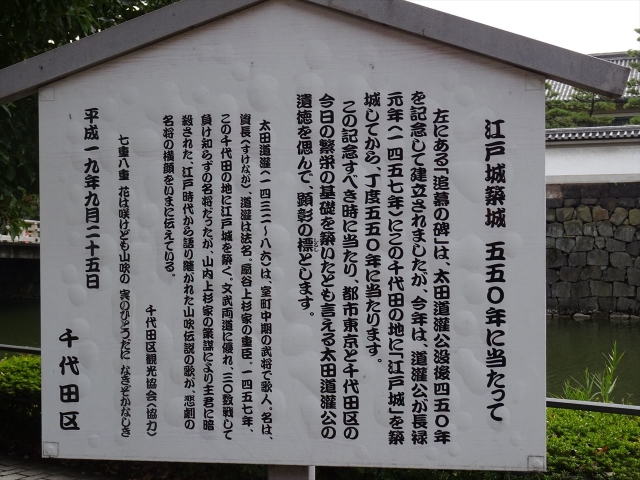 江戸城築城 五五〇年に当たって
左にある「追慕の碑」は、太田道灌公没後四五〇年
を記念して建立されましたが、今年は、道灌公が長禄
元年（一四五七年）にこの千代田の地に「江戸城」を築
城してから、丁度五五〇年に当たります。
この記念すべき時に当たり、都市東京と千代田区の
今日の繁栄の基礎を築いたとも言える太田道灌公の
遺徳を偲んで、顕彰の標とします。
しるし
太田道灌（一四三二～八六）は、室町中期の武将で歌人。名は、
資長（すけなが）、道灌は法名。扇谷上杉家の重臣、一四五七年、
この千代田の地に江戸城を築く。文武両道に優れ、三〇数戦して
負け知らずの名将だったが、山内上杉家の策謀により主君に暗
殺された。江戸時代から語り継がれた山吹伝説の歌が、悲劇の
名将の横顔をいまに伝えている。
千代田区観光協会（協力）
七重八重 花は咲けども山吹の 実のひとつだに なきぞかなしき
平成一九年九月二十五日
千代田区